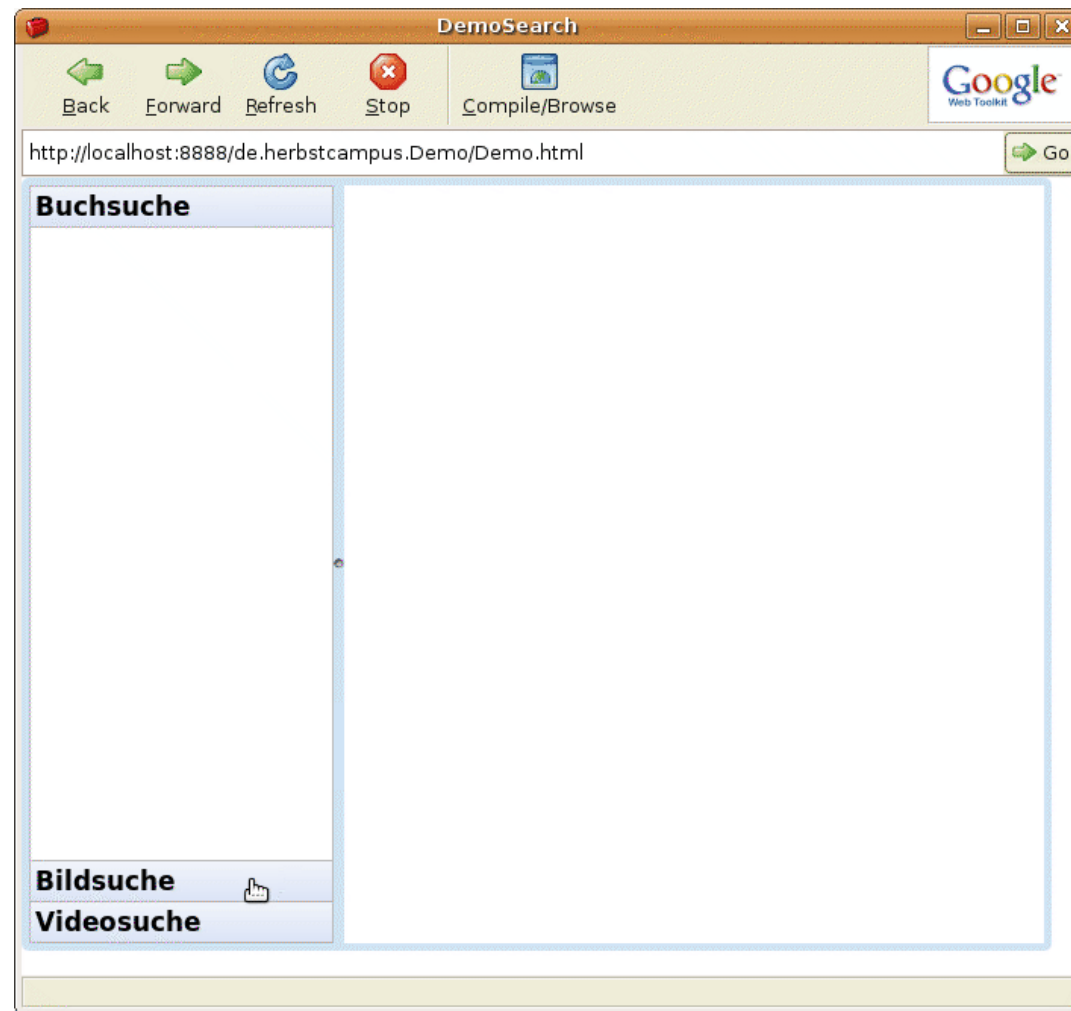 DemoSearch
Back Forward Refresh Stop Compile/Browse
Google
Web Toolkit
http://localhost:8888/de.herbstcampus.Demo/Demo.html Go
Buchsuche
Bildsuche
Videosuche